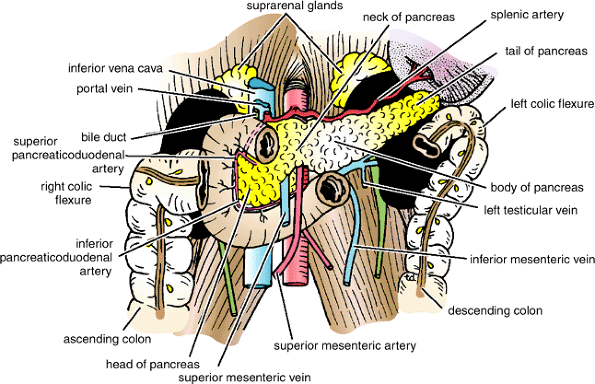 suprarenal glands
neck of pancreas
splenic artery
tail of pancreas
inferior vena cava
portal vein
left colic flexure
bile duct
superior
pancreaticoduodenal
artery
right colic
flexure
body of pancreas
left testicular vein
inferior
pancreaticoduodenal
artery
inferior mesenteric vein
descending colon
ascending colon
superior mesenteric artery
head of pancreas
superior mesenteric vein